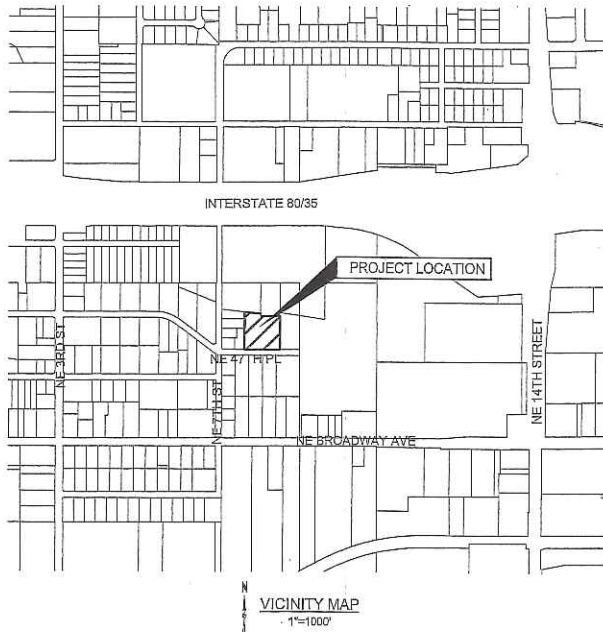 INTERSTATE 80/35
PROJECT LOCATION
NE 3RD ST
NE 47TH PL
NE 7TH ST
NE 14TH STREET
NE BROADWAY AVE
N
VICINITY MAP
1"=1000'